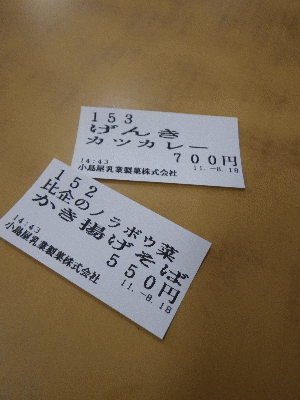 153
げんき
カツカレー
700円
14:43 11.-8.18
小島屋乳業製菓株式会社
152
比企のノラボウ菜
かき揚げそば
550円
14:43 11.-8.18
小島屋乳業製菓株式会社